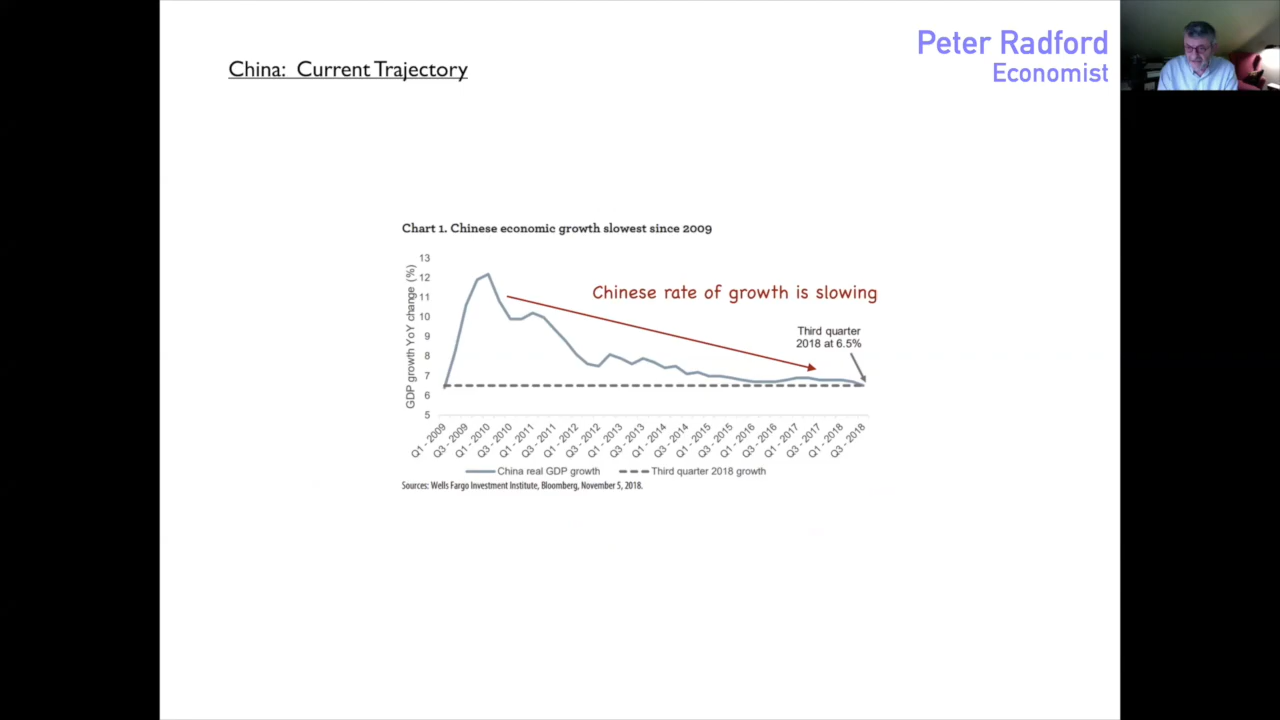 Peter Radford
Economist
China: Current Trajectory
Chart 1. Chinese economic growth slowest since 2009
GDP growth YoY change (%)
13
12
11
10
9
8
7
6
5
Chinese rate of growth is slowing
Third quarter
2018 at 6.5%
Q1 - 2009
Q3 - 2009
Q1 - 2010
Q3 - 2010
Q1 - 2011
Q3 - 2011
Q1 - 2012
Q3 - 2012
Q1 - 2013
Q3 - 2013
Q1 - 2014
Q3 - 2014
Q1 - 2015
Q3 - 2015
Q1 - 2016
Q3 - 2016
Q1 - 2017
Q3 - 2017
Q1 - 2018
Q3 - 2018
China real GDP growth
Third quarter 2018 growth
Sources: Wells Fargo Investment Institute, Bloomberg, November 5, 2018.